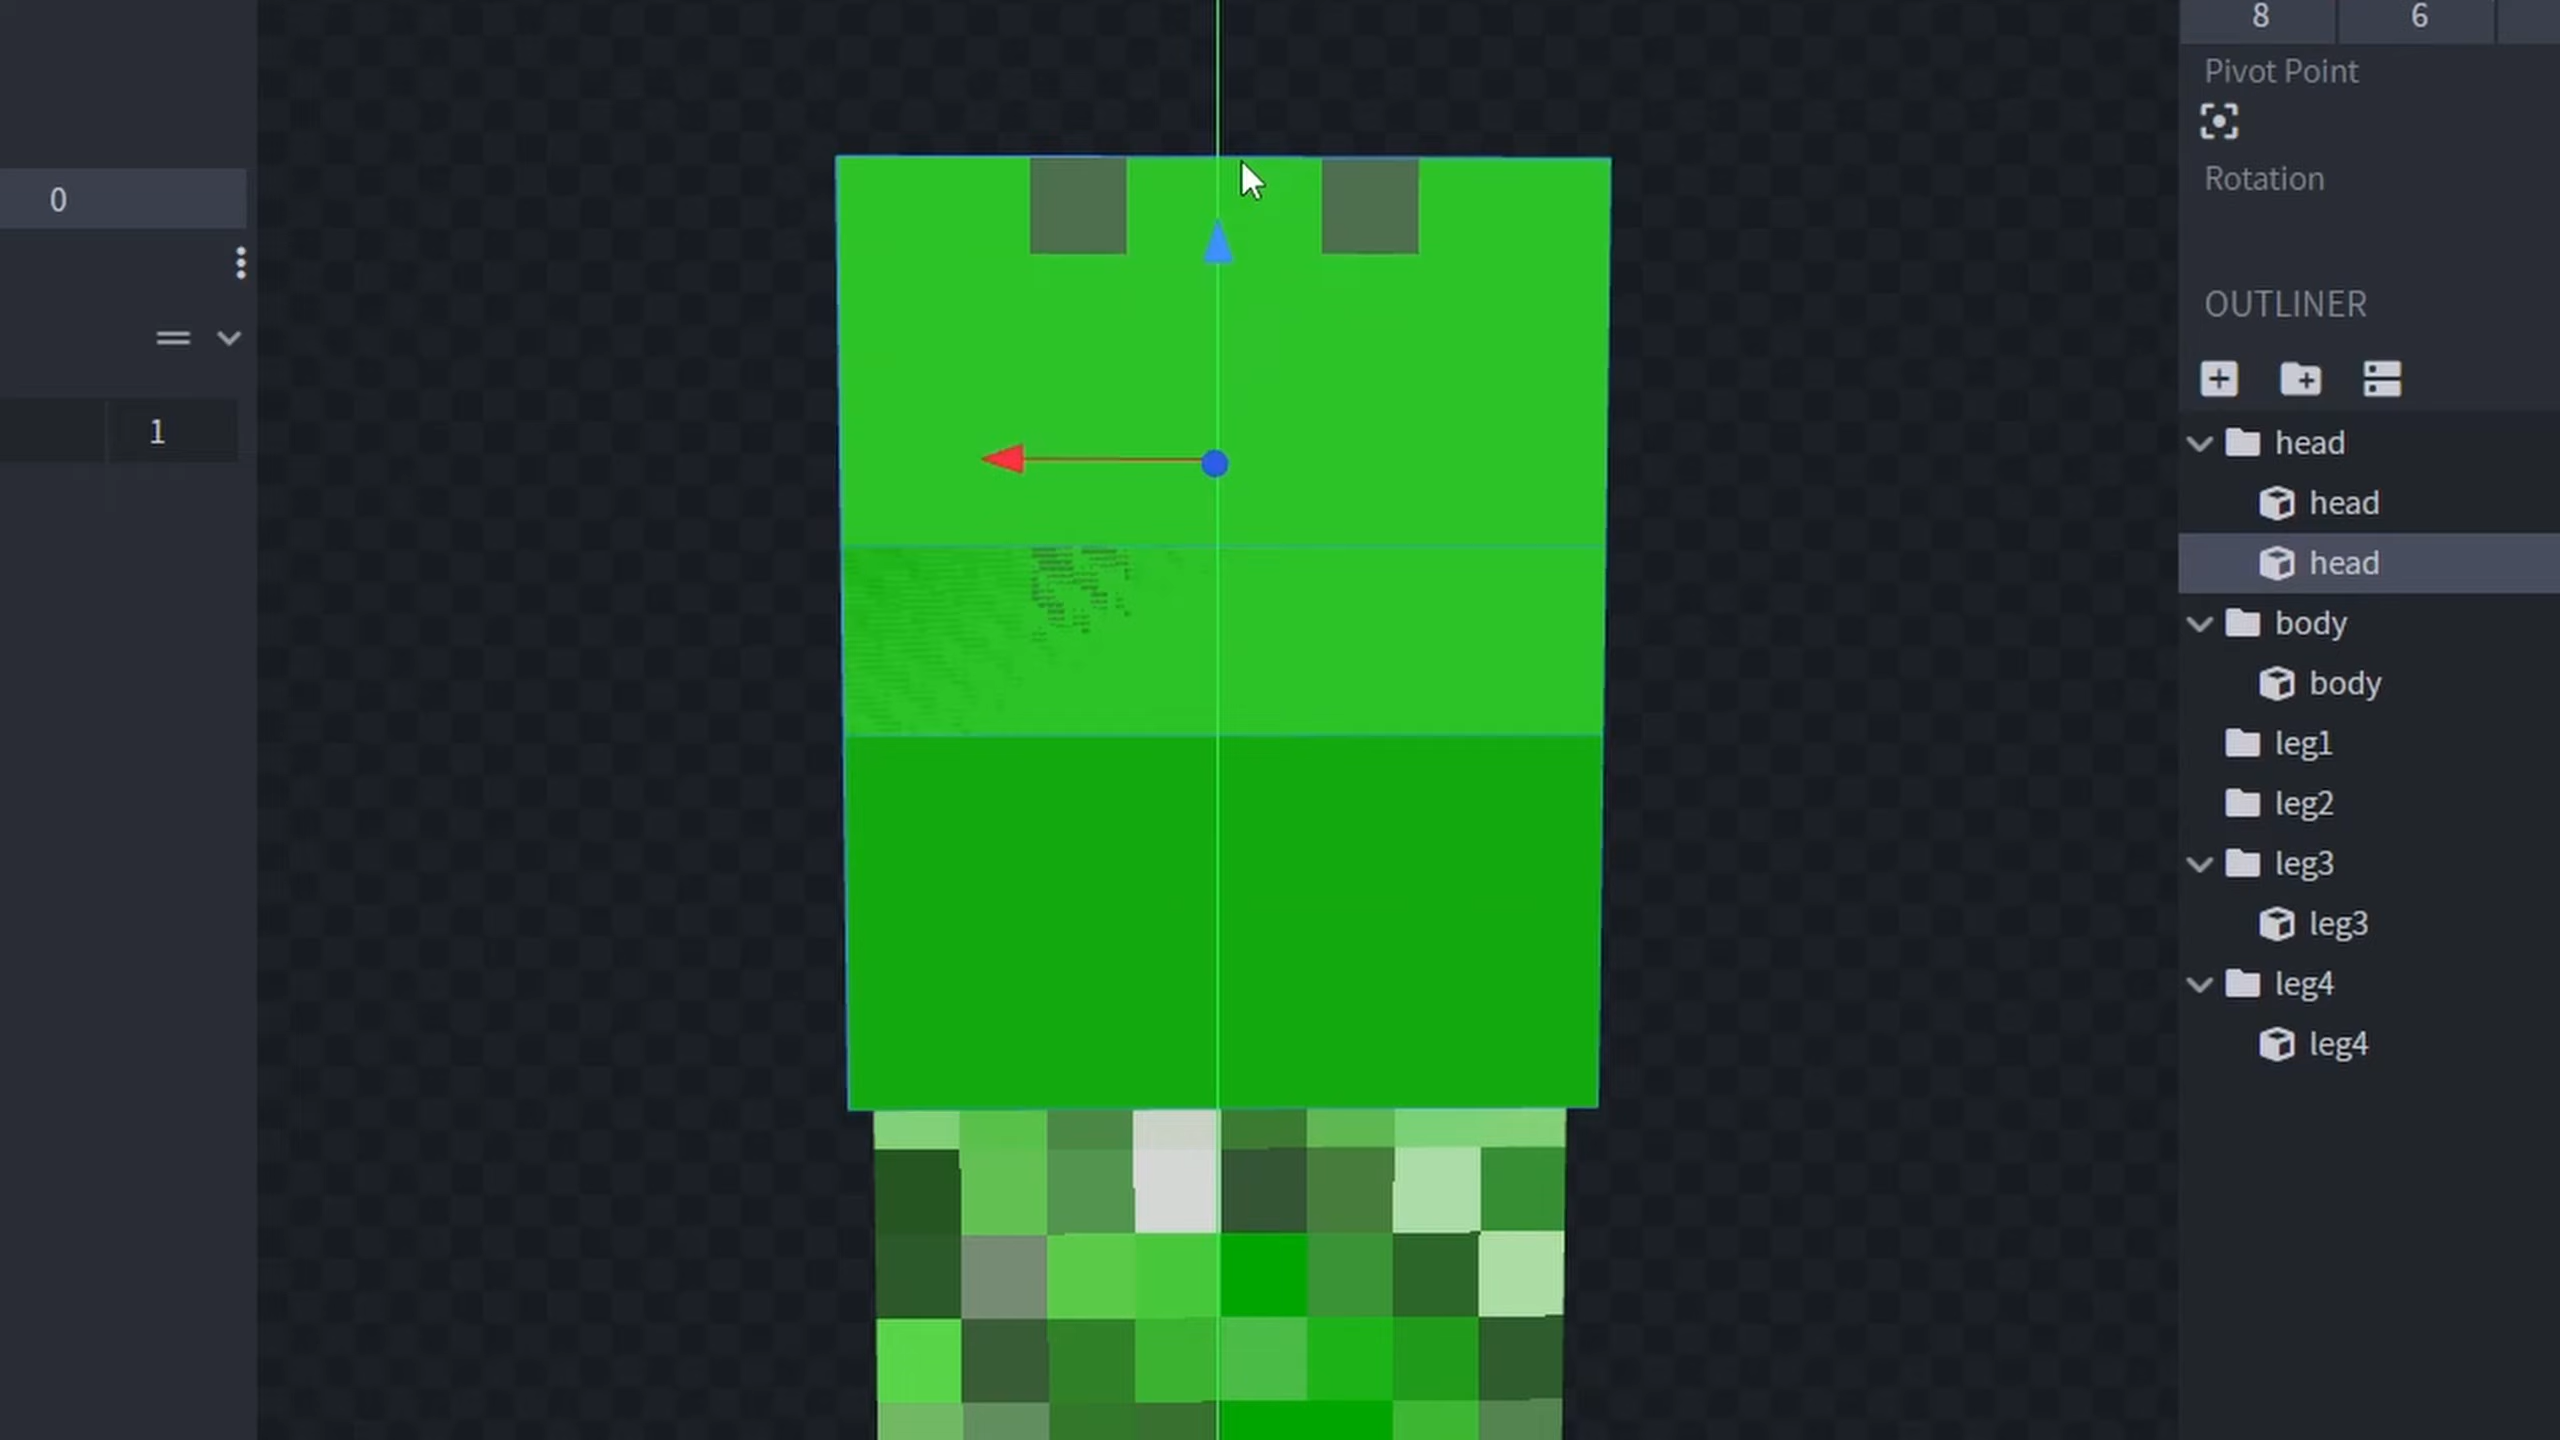 0
1
8 6
Pivot Point
Rotation
OUTLINER
head
head
head
body
body
leg1
leg2
leg3
leg3
leg4
leg4